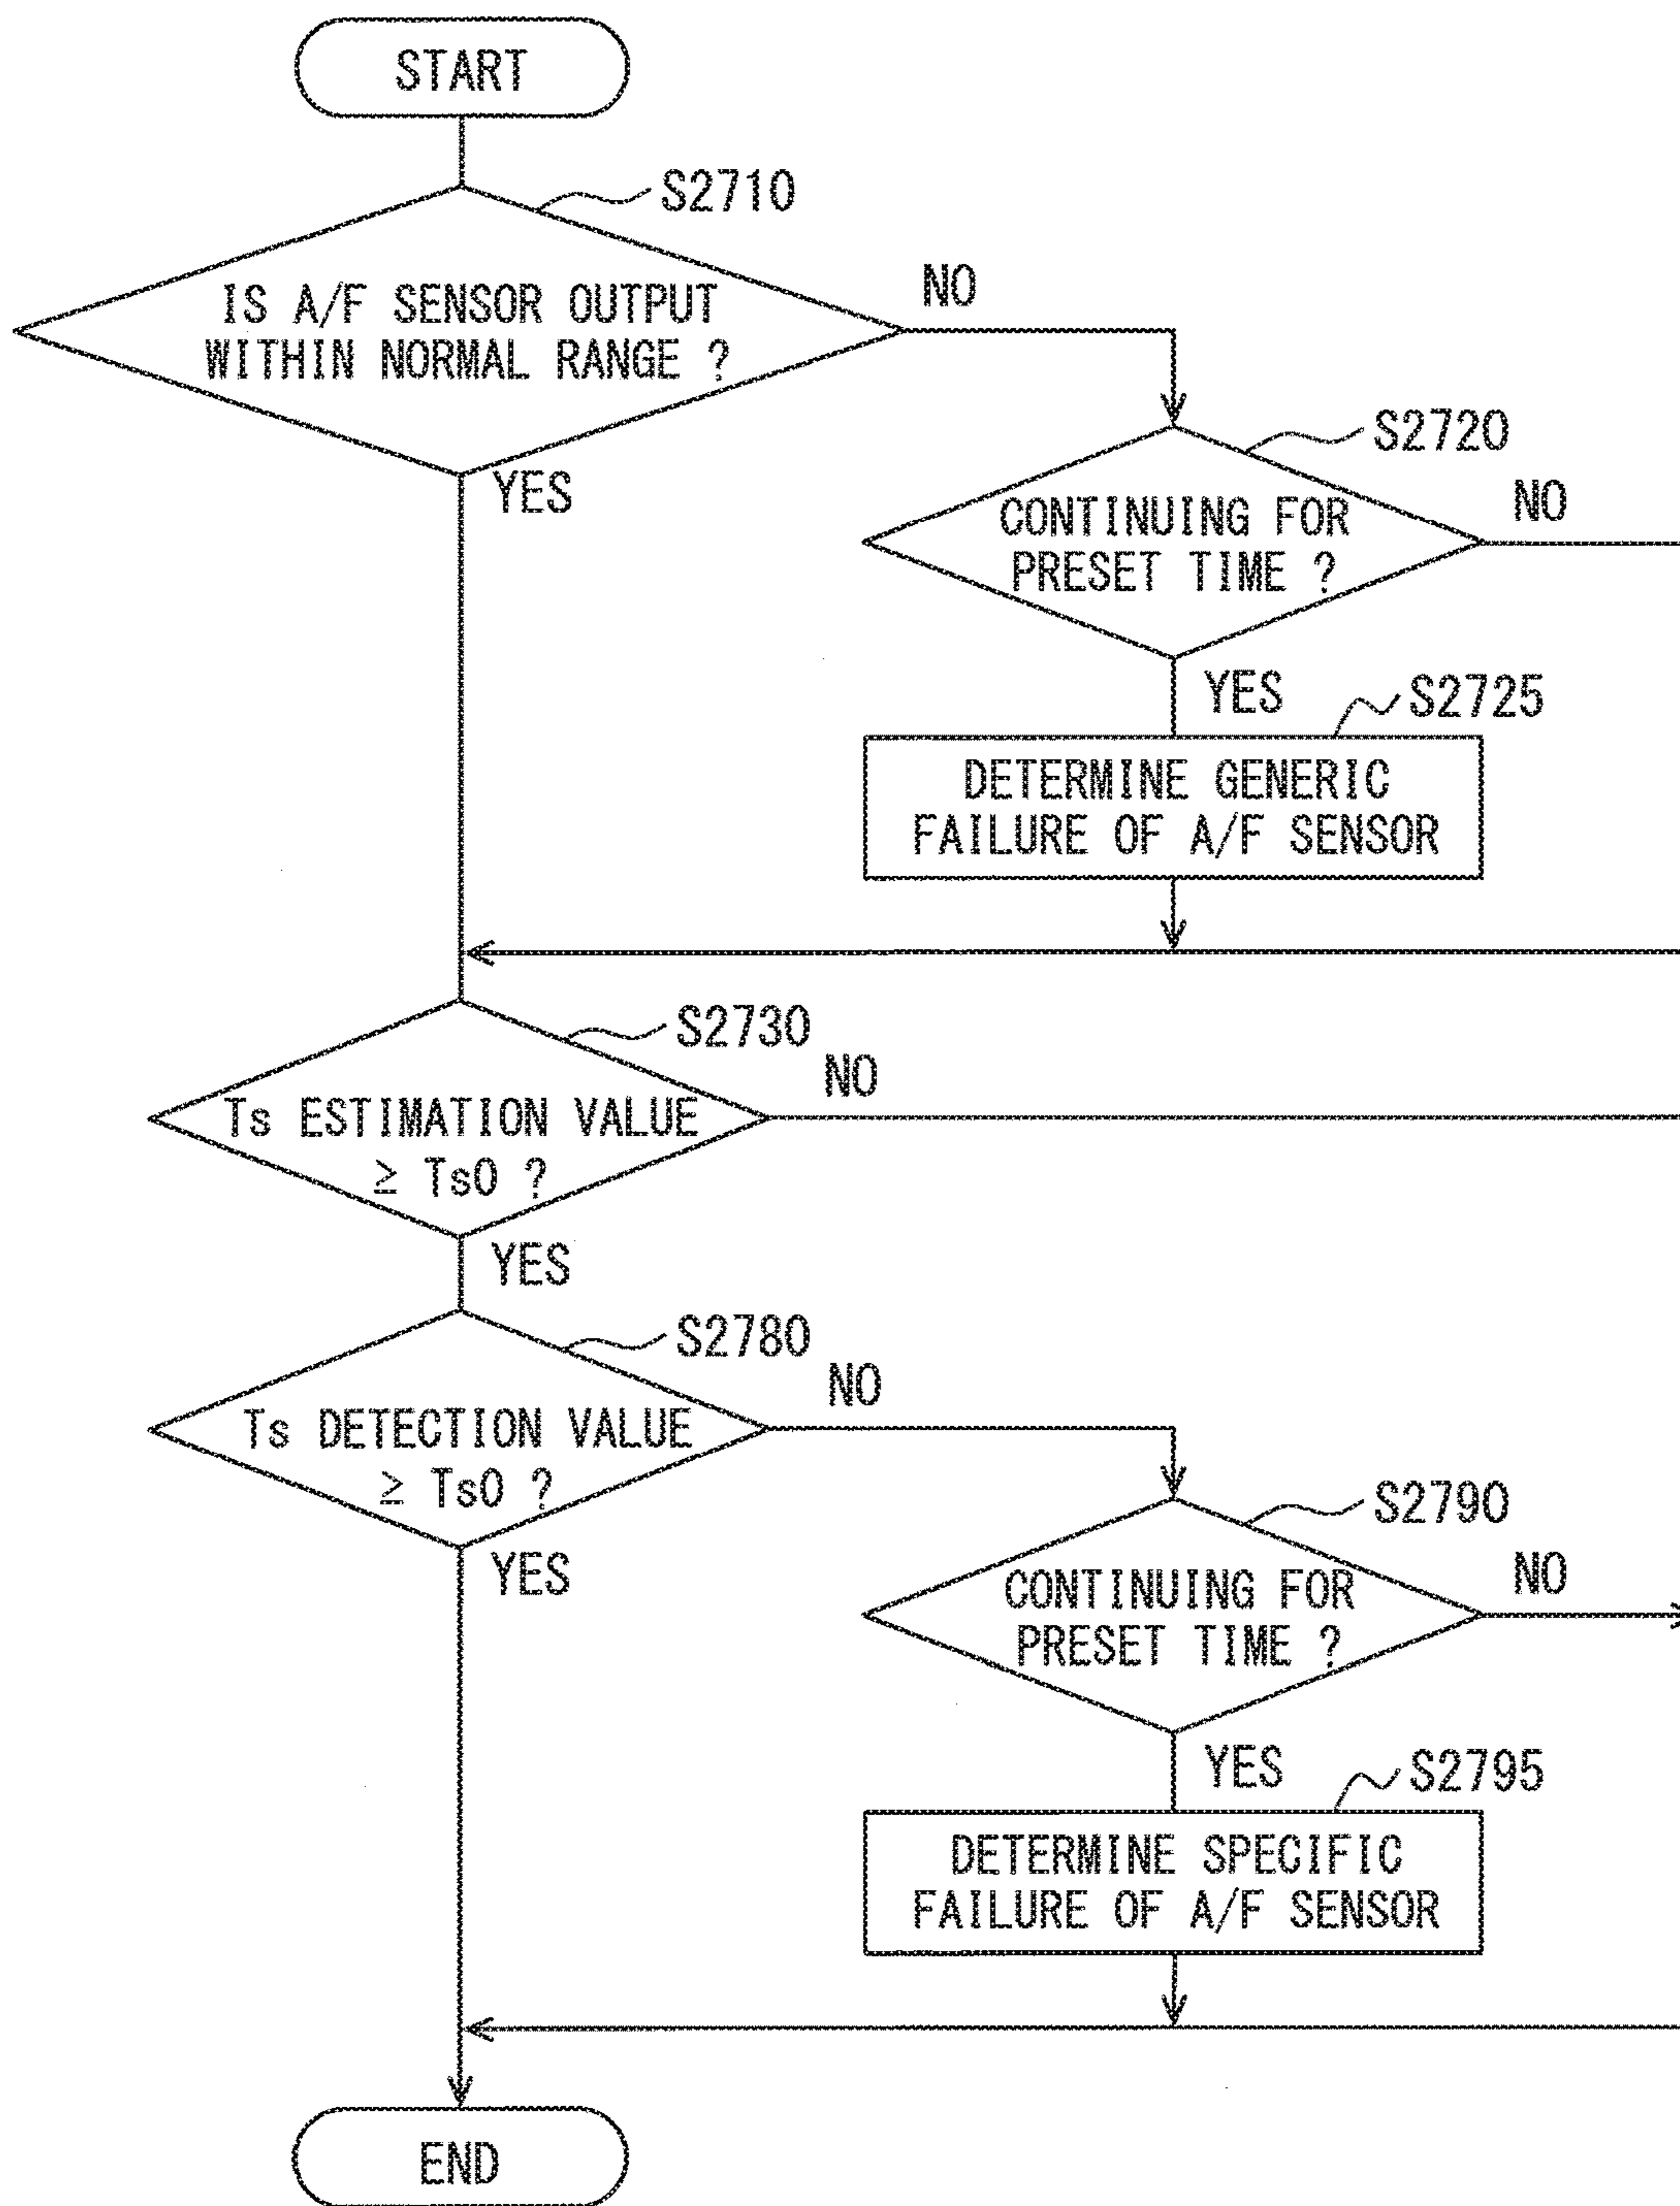 START
S2710
IS A/F SENSOR OUTPUT
WITHIN NORMAL RANGE ?
NO
YES
S2720
CONTINUING FOR
PRESET TIME ?
NO
YES
S2725
DETERMINE GENERIC
FAILURE OF A/F SENSOR
S2730
Ts ESTIMATION VALUE
≥ Ts0 ?
NO
YES
S2780
Ts DETECTION VALUE
≥ Ts0 ?
NO
YES
S2790
CONTINUING FOR
PRESET TIME ?
NO
YES
S2795
DETERMINE SPECIFIC
FAILURE OF A/F SENSOR
END